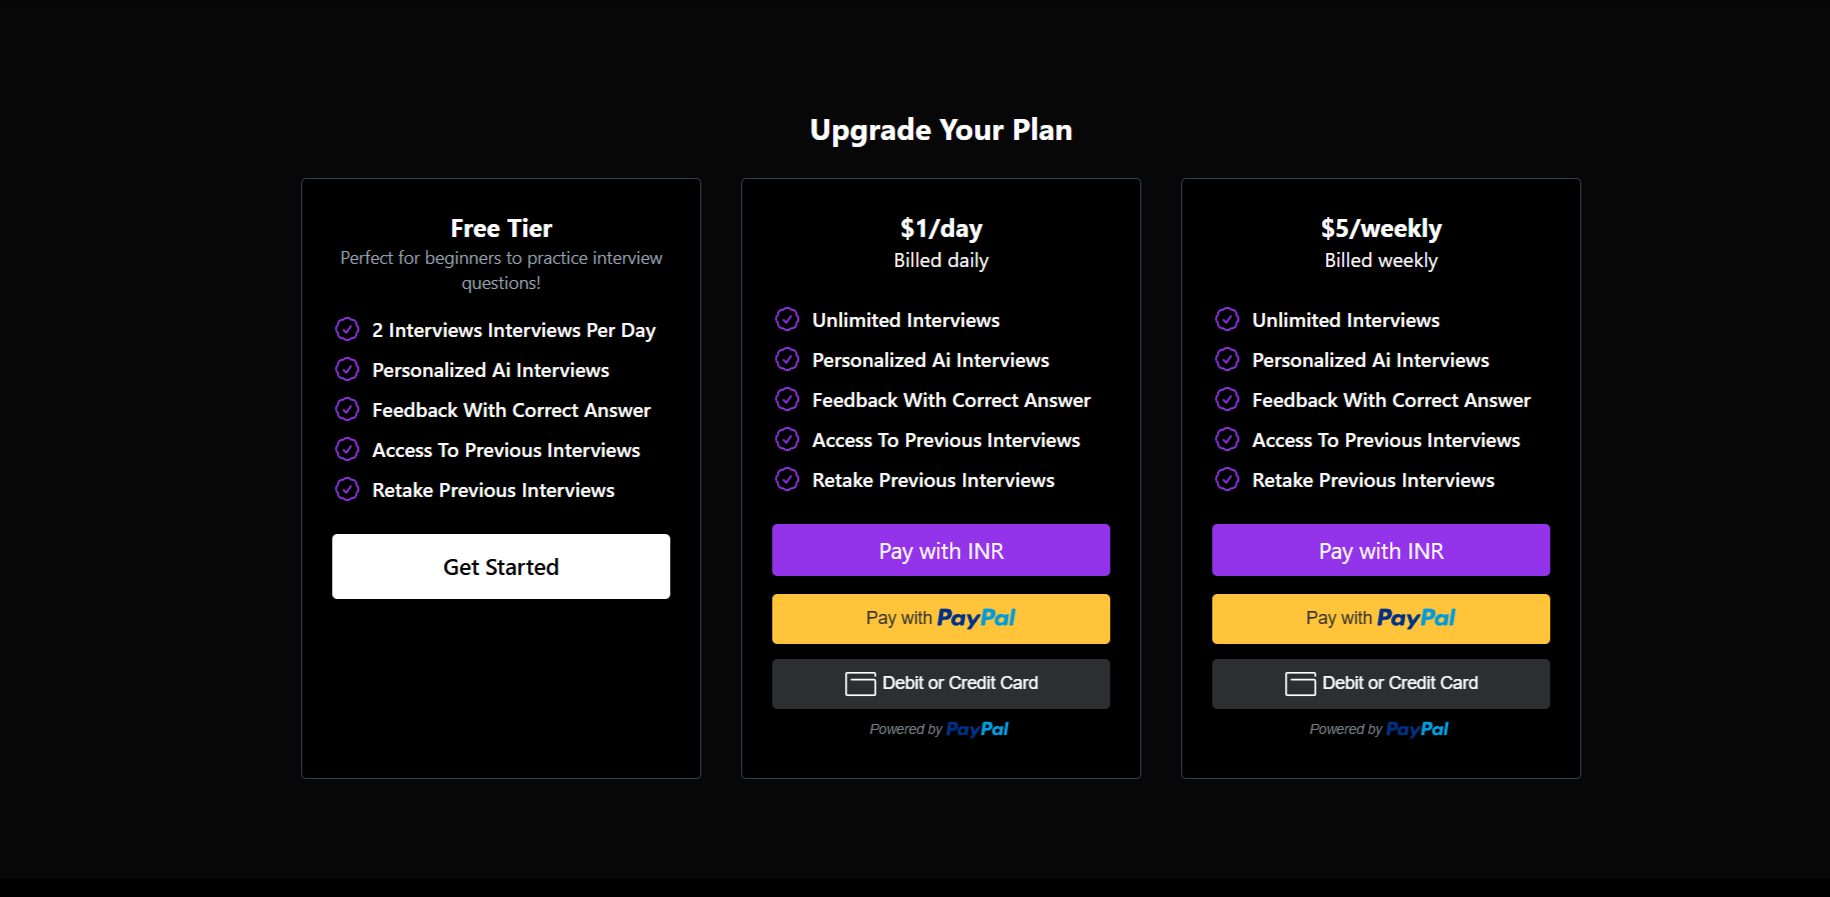 Upgrade Your Plan
Free Tier
Perfect for beginners to practice interview
questions!
2 Interviews Interviews Per Day
Personalized Ai Interviews
Feedback With Correct Answer
Access To Previous Interviews
Retake Previous Interviews
Get Started
$1/day
Billed daily
Unlimited Interviews
Personalized Ai Interviews
Feedback With Correct Answer
Access To Previous Interviews
Retake Previous Interviews
Pay with INR
Pay with PayPal
Debit or Credit Card
Powered by PayPal
$5/weekly
Billed weekly
Unlimited Interviews
Personalized Ai Interviews
Feedback With Correct Answer
Access To Previous Interviews
Retake Previous Interviews
Pay with INR
Pay with PayPal
Debit or Credit Card
Powered by PayPal